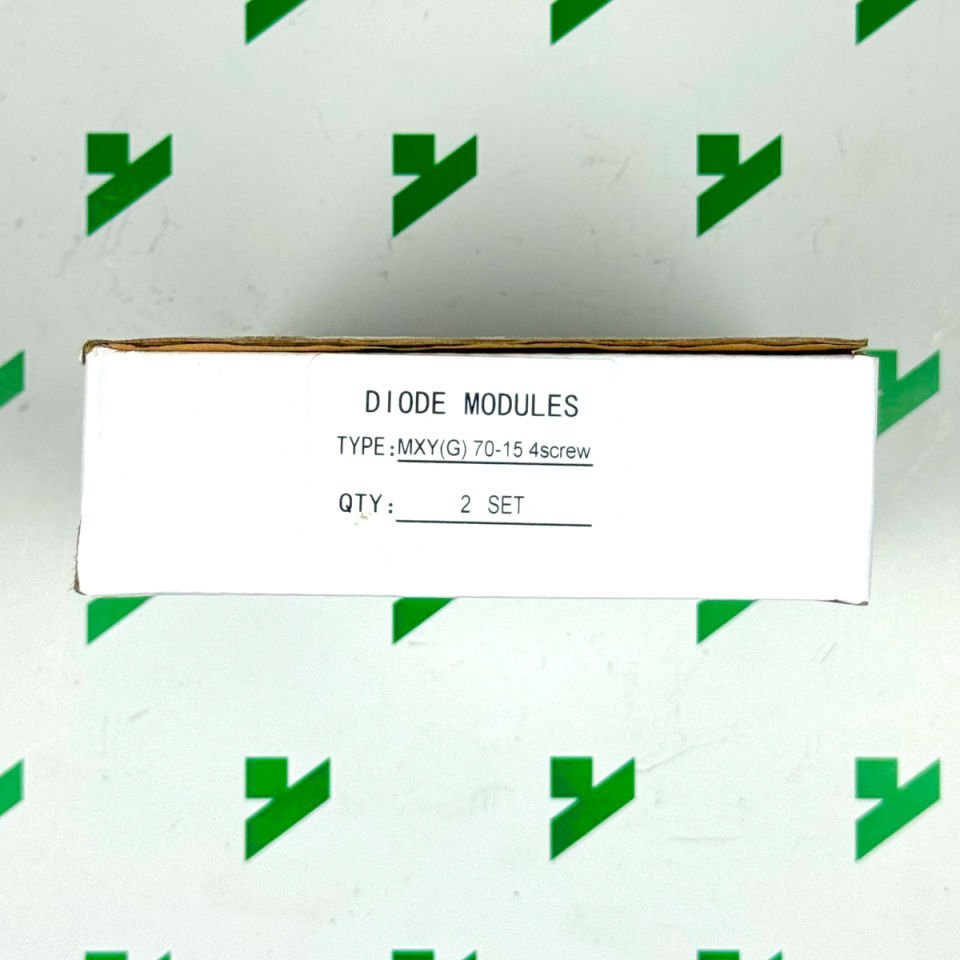 DIODE MODULES
TYPE: MXY(G) 70-15 4screw
QTY: 2 SET